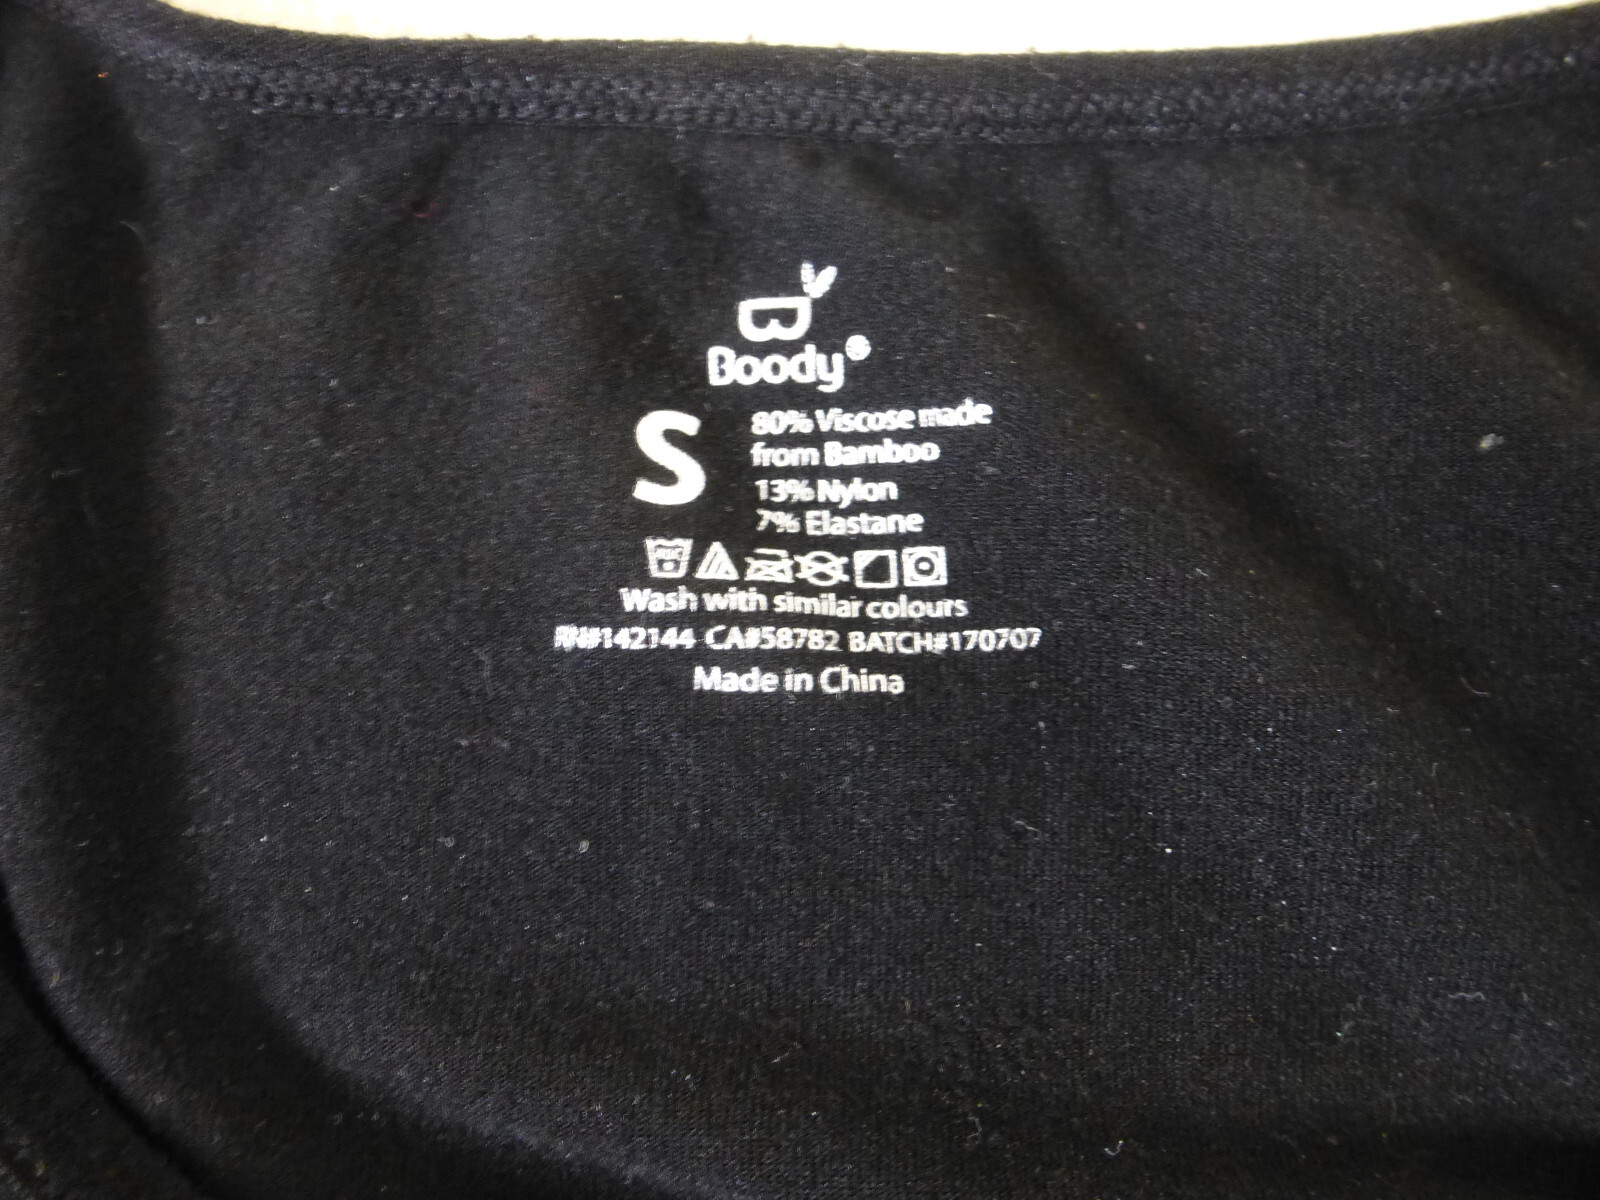 Boody®
S
80% Viscose made
from Bamboo
13% Nylon
7% Elastane
Wash with similar colours
RN#142144 CA#58782 BATCH#170707
Made in China